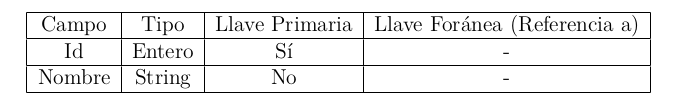 Campo Tipo Llave Primaria Llave Foránea (Referencia a)
Id Entero Sí -
Nombre String No -